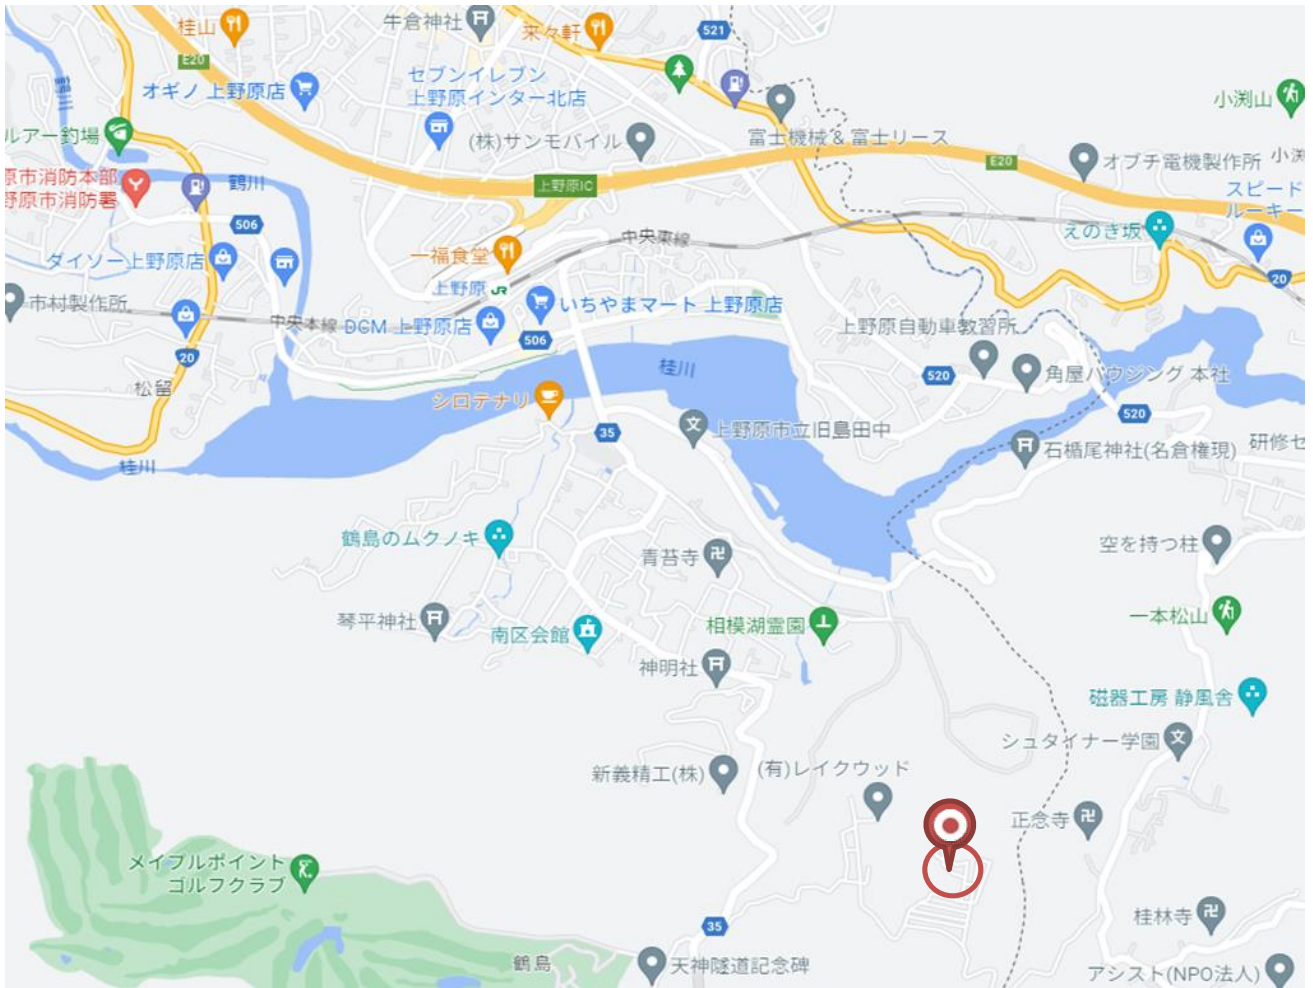 桂山
牛倉神社
来々軒
521
E20
オギノ 上野原店
セブンイレブン
上野原インター北店
小渕山
鶴川
ルアー釣場
(株)サンモバイル
富士機械&富士リース
E20
オブチ電機製作所
小渕
原市消防本部
野原市消防署
鶴川
上野原IC
スピード
ルーキー
506
中央東線
えのき坂
ダイソー上野原店
一福食堂
上野原
JR
20
市村製作所
中央本線
DCM 上野原店
いちやまマート 上野原店
506
上野原自動車教習所
20
松留
桂川
520
角屋ハウジング 本社
シロテナリ
520
35
上野原市立旧島田中
石楯尾神社(名倉権現)
研修セ
桂川
鶴島のムクノキ
青苔寺
空を持つ柱
琴平神社
南区会館
相模湖霊園
一本松山
神明社
磁器工房 静風舎
シュタイナー学園
新義精工(株)
(有)レイクウッド
正念寺
メイプルポイント
ゴルフクラブ
桂林寺
35
鶴島
天神隧道記念碑
アシスト(NPO法人)